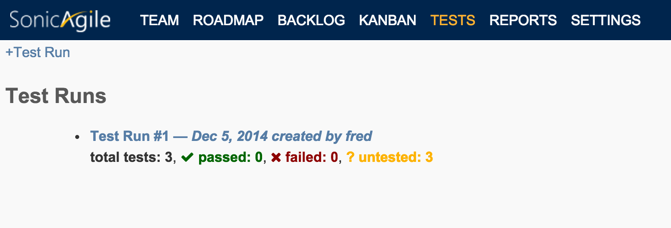 SonicAgile TEAM ROADMAP BACKLOG KANBAN TESTS REPORTS SETTINGS
+Test Run
Test Runs
• Test Run #1 — Dec 5, 2014 created by fred
total tests: 3, ✔ passed: 0, ✖ failed: 0, ? untested: 3